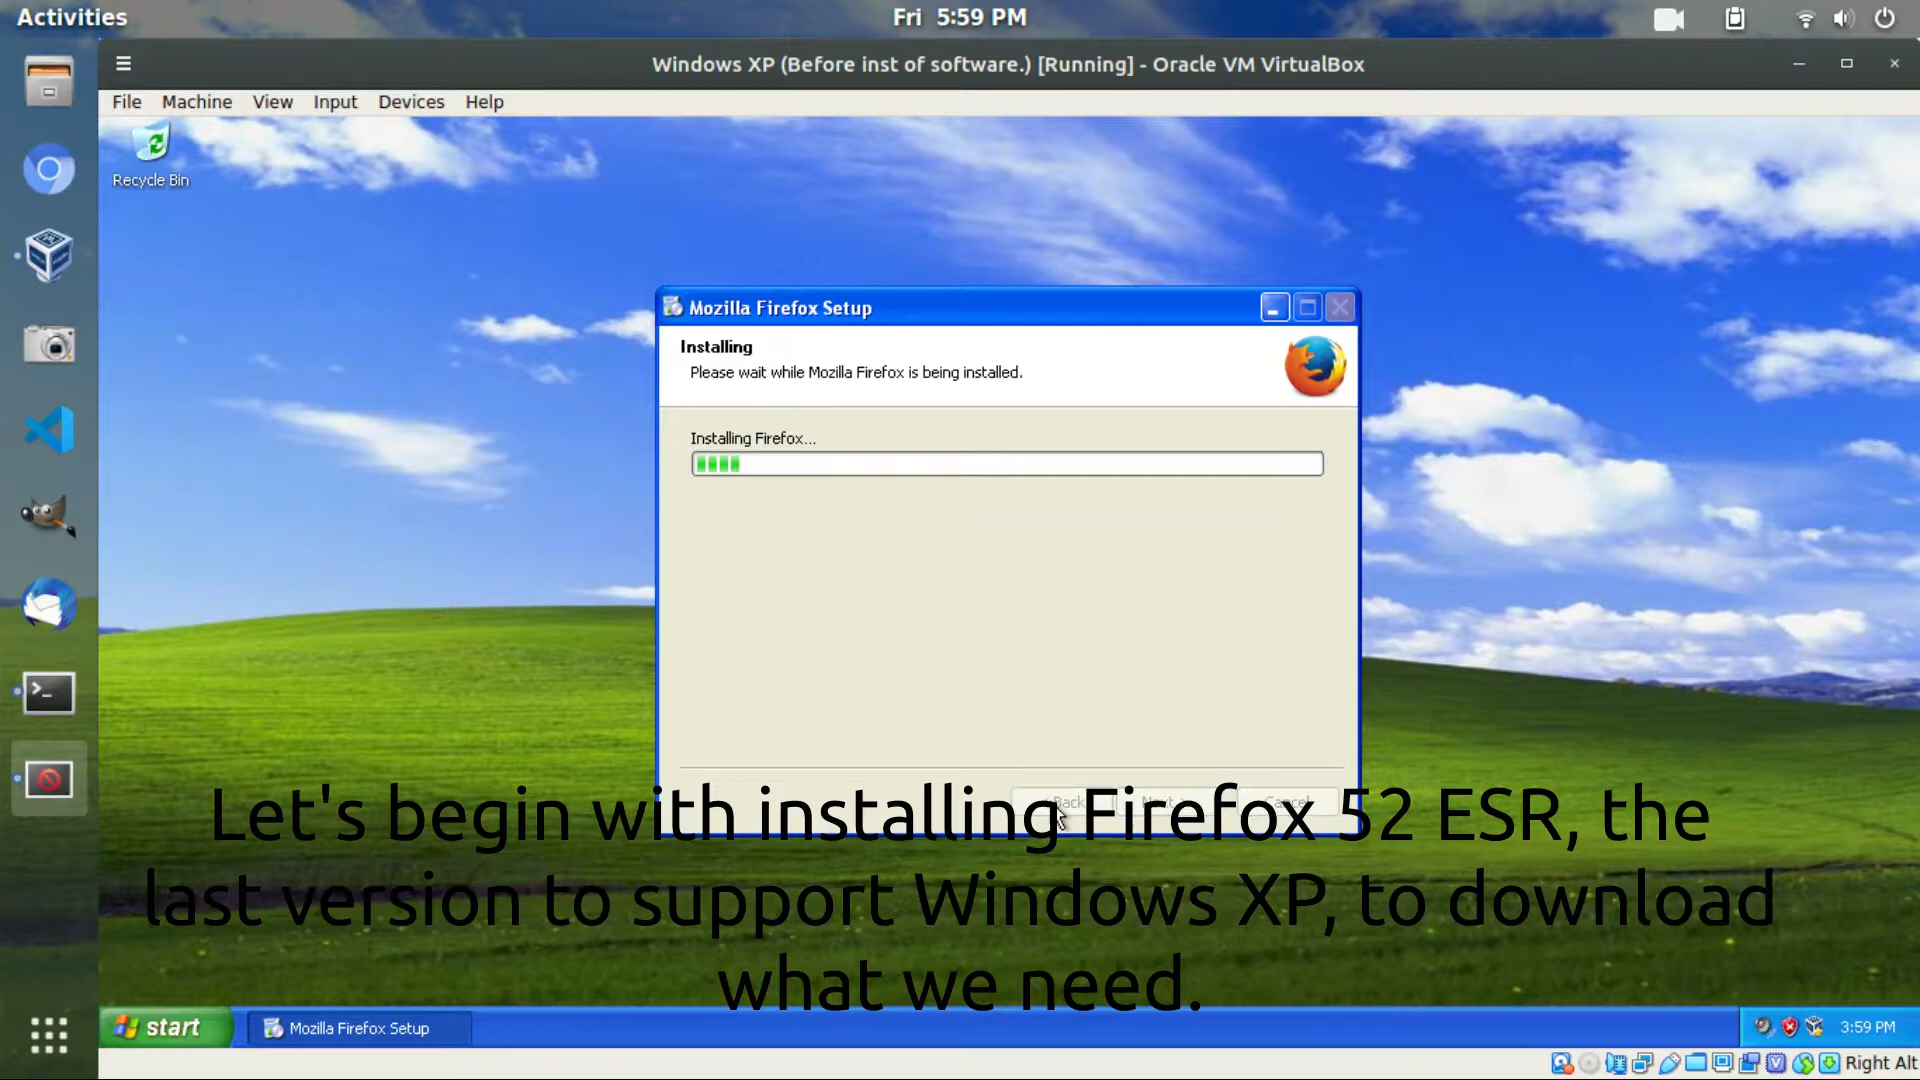 Activities
Fri 5:59 PM
Windows XP (Before inst of software.) [Running] - Oracle VM VirtualBox
File Machine View Input Devices Help
Recycle Bin
Mozilla Firefox Setup
Installing
Please wait while Mozilla Firefox is being installed.
Installing Firefox...
< Back Next > Cancel
Let's begin with installing Firefox 52 ESR, the
last version to support Windows XP, to download
what we need.
start Mozilla Firefox Setup 3:59 PM
Right Alt